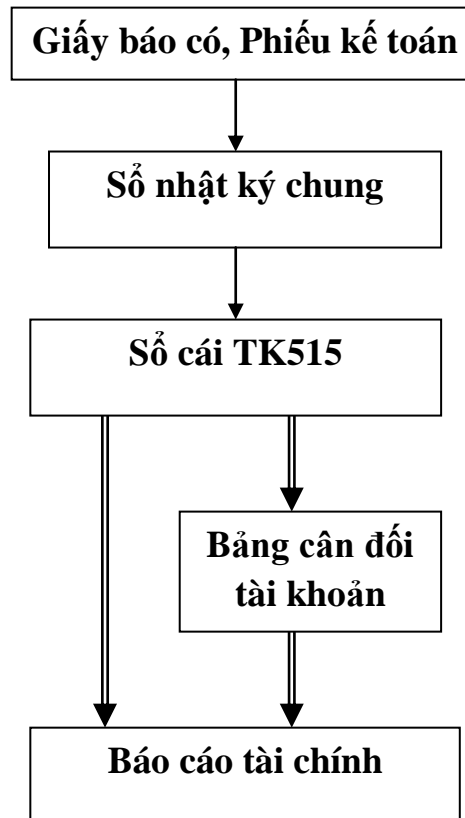 Giấy báo có, Phiếu kế toán
Sổ nhật ký chung
Sổ cái TK515
Bảng cân đối
tài khoản
Báo cáo tài chính